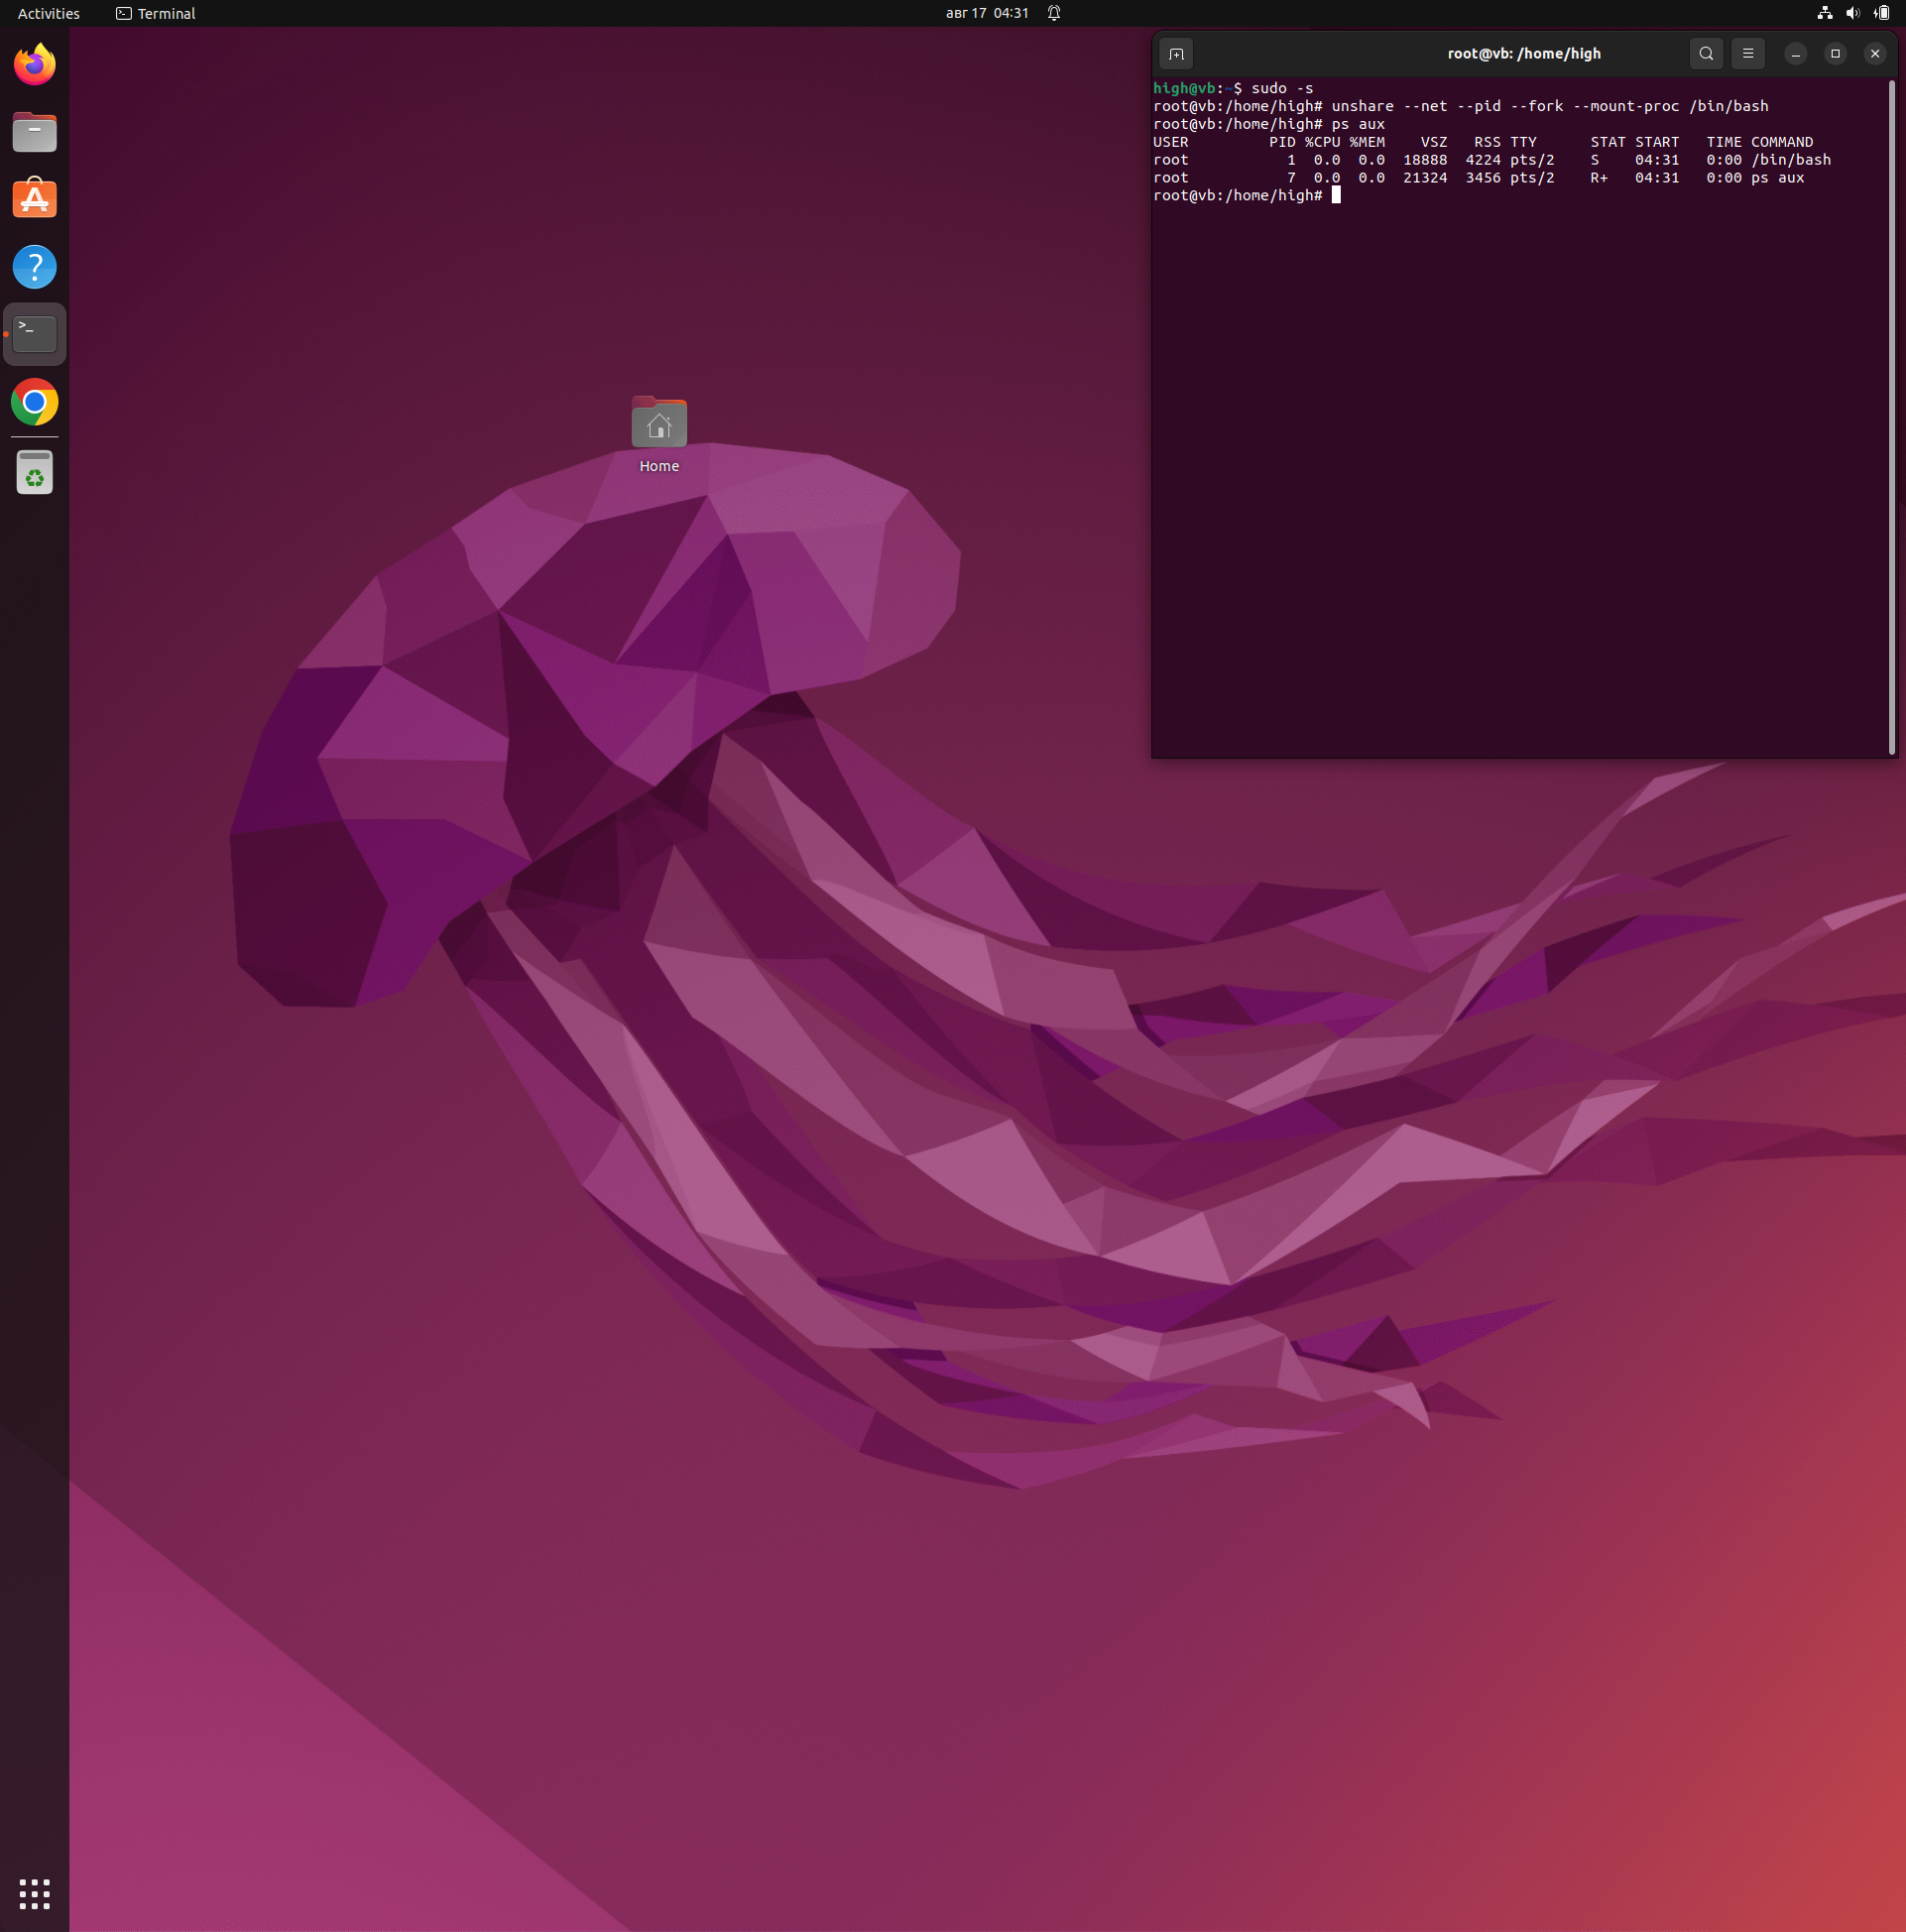 Activities Terminal авг 17 04:31
root@vb: /home/high
high@vb:~$ sudo -s
root@vb:/home/high# unshare --net --pid --fork --mount-proc /bin/bash
root@vb:/home/high# ps aux
USER PID %CPU %MEM VSZ RSS TTY STAT START TIME COMMAND
root 1 0.0 0.0 18888 4224 pts/2 S 04:31 0:00 /bin/bash
root 7 0.0 0.0 21324 3456 pts/2 R+ 04:31 0:00 ps aux
root@vb:/home/high#
Home